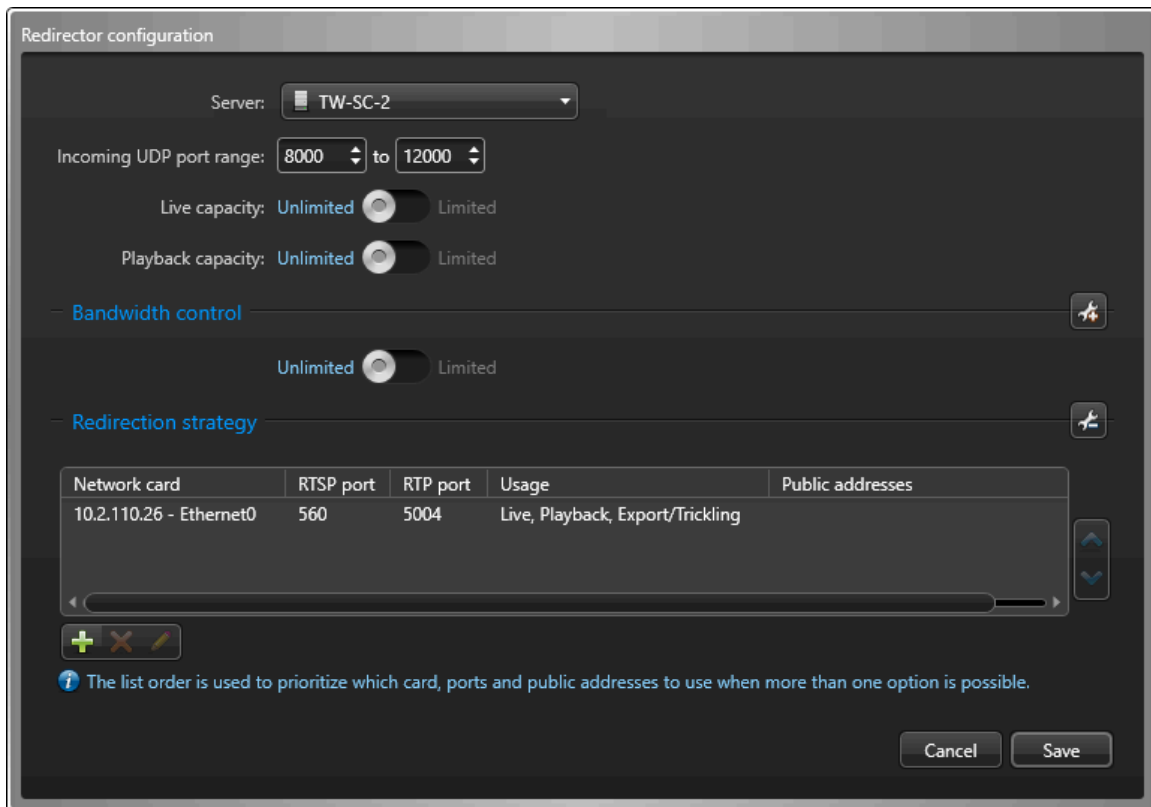 Redirector configuration
Server: TW-SC-2
Incoming UDP port range: 8000 to 12000
Live capacity: Unlimited Limited
Playback capacity: Unlimited Limited
Bandwidth control
Unlimited Limited
Redirection strategy
Network card RTSP port RTP port Usage Public addresses
10.2.110.26 - Ethernet0 560 5004 Live, Playback, Export/Trickling
The list order is used to prioritize which card, ports and public addresses to use when more than one option is possible.
Cancel Save